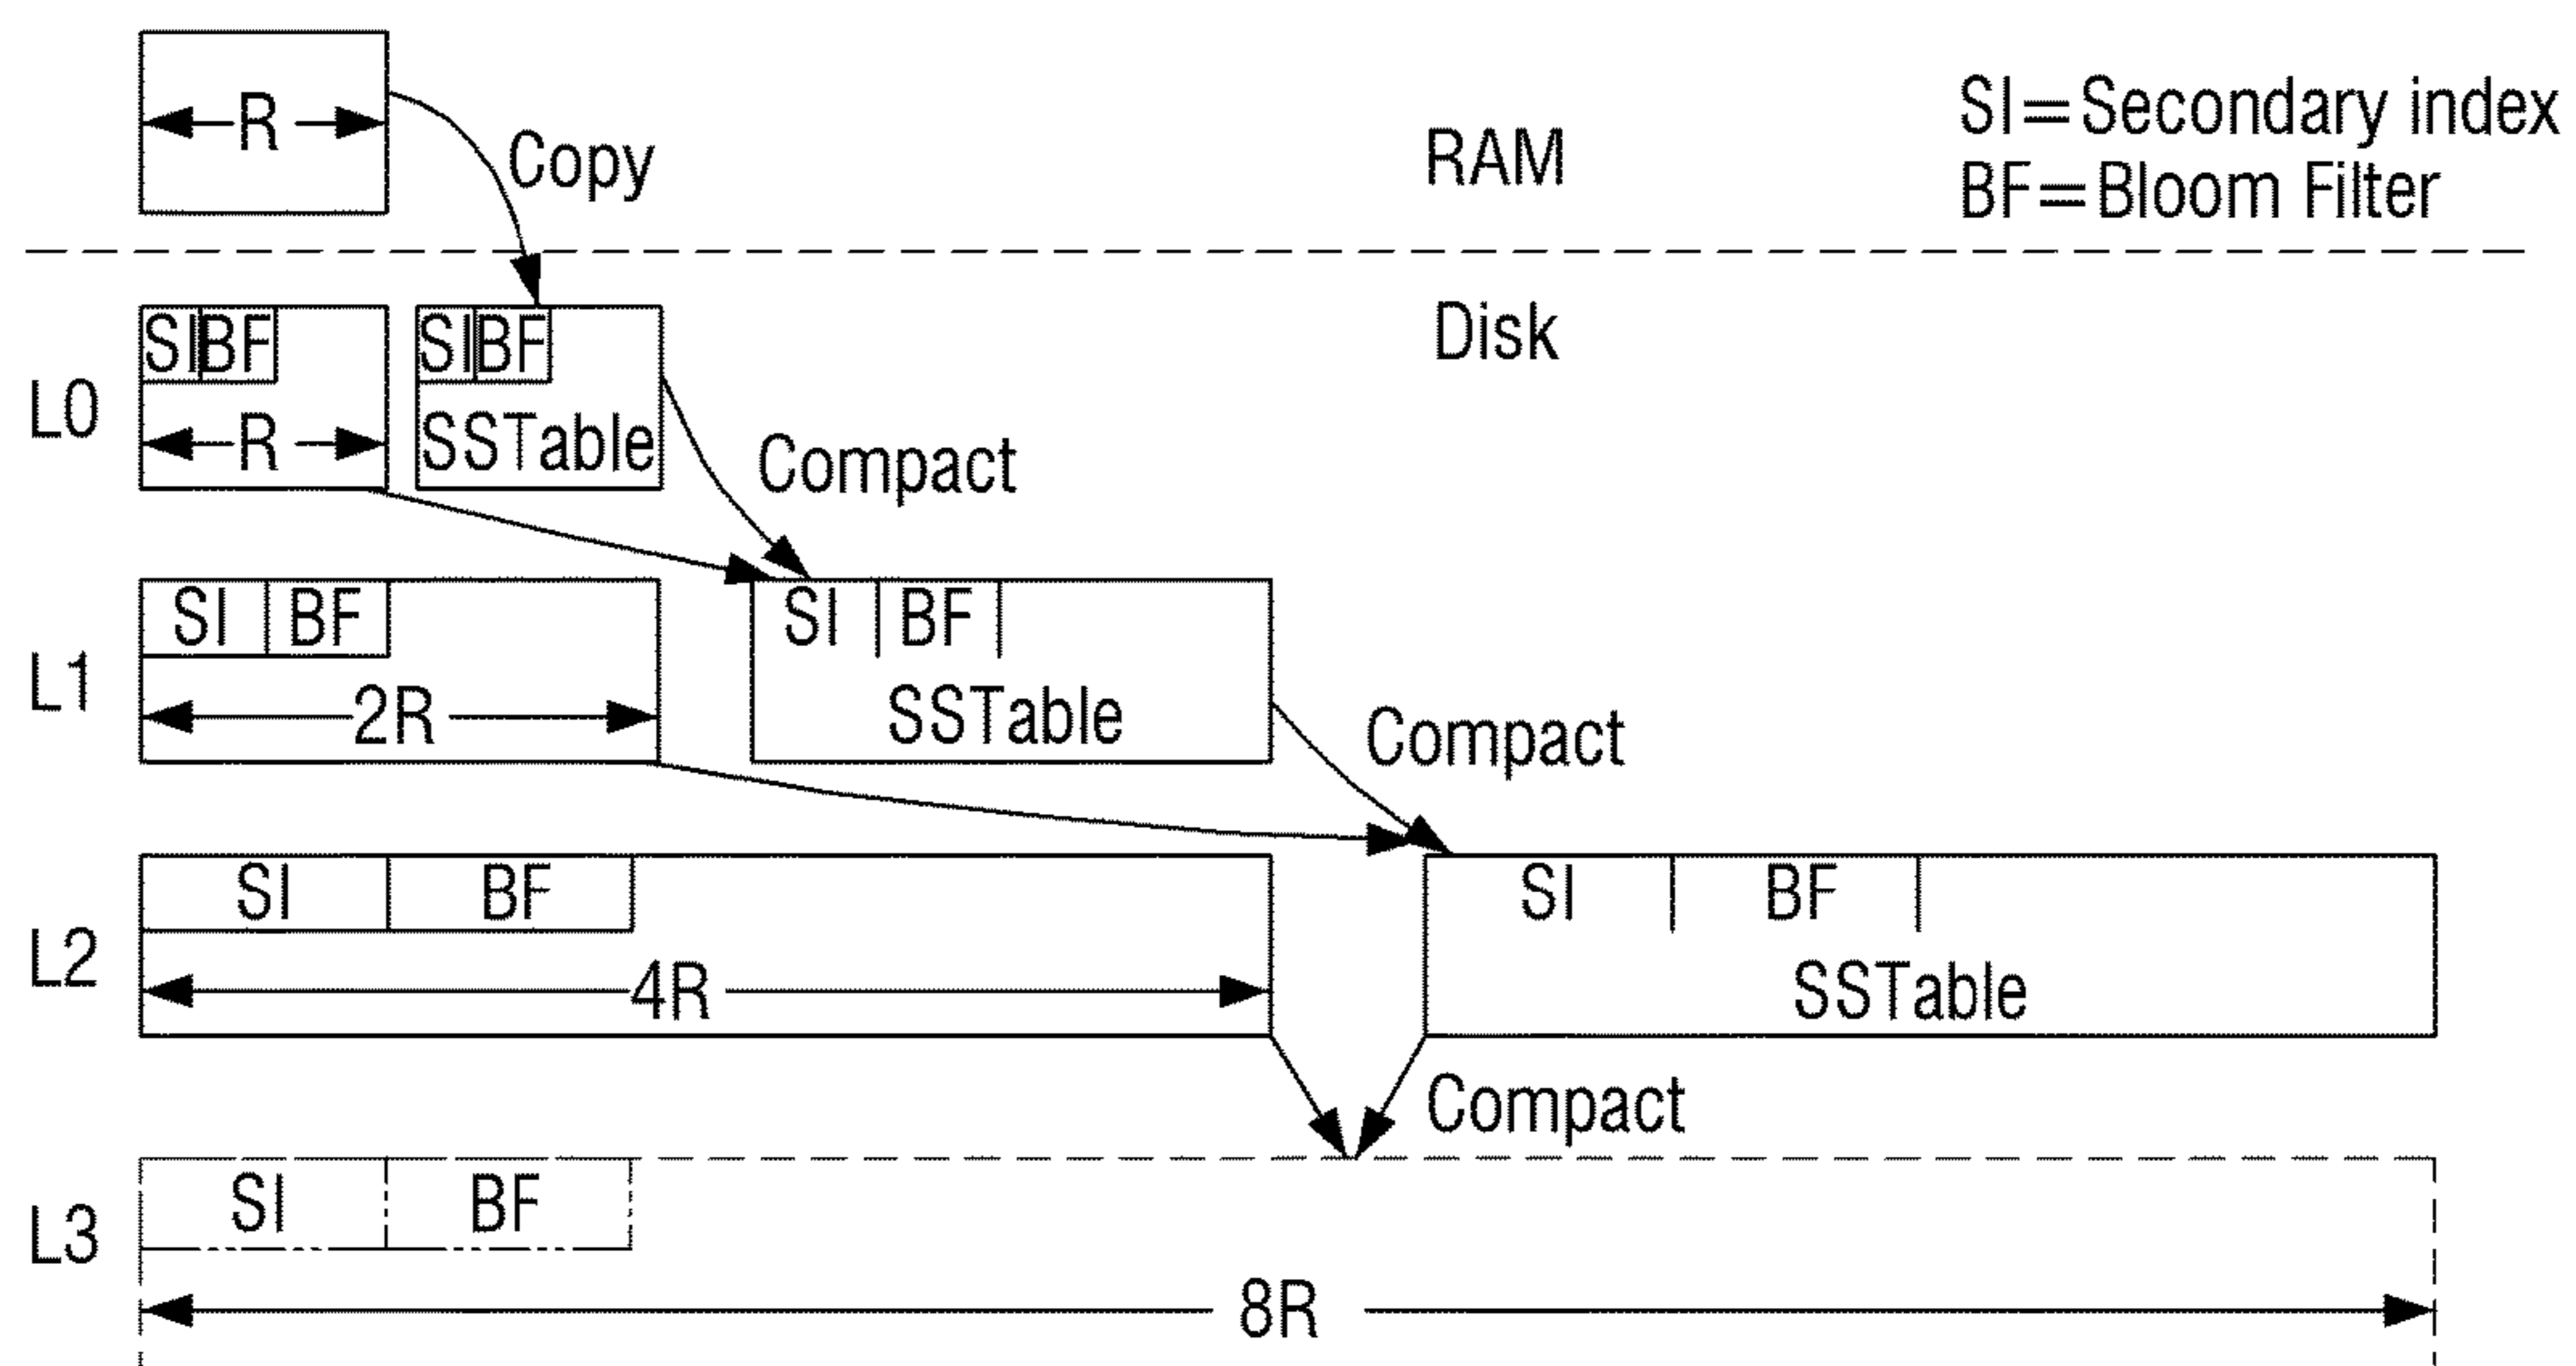 R
Copy
RAM
SI=Secondary index
BF=Bloom Filter
Disk
L0
SI BF
R
SI BF
SSTable
Compact
L1
SI BF
2R
SI BF
SSTable
Compact
L2
SI BF
4R
SI BF
SSTable
Compact
L3
SI BF
8R